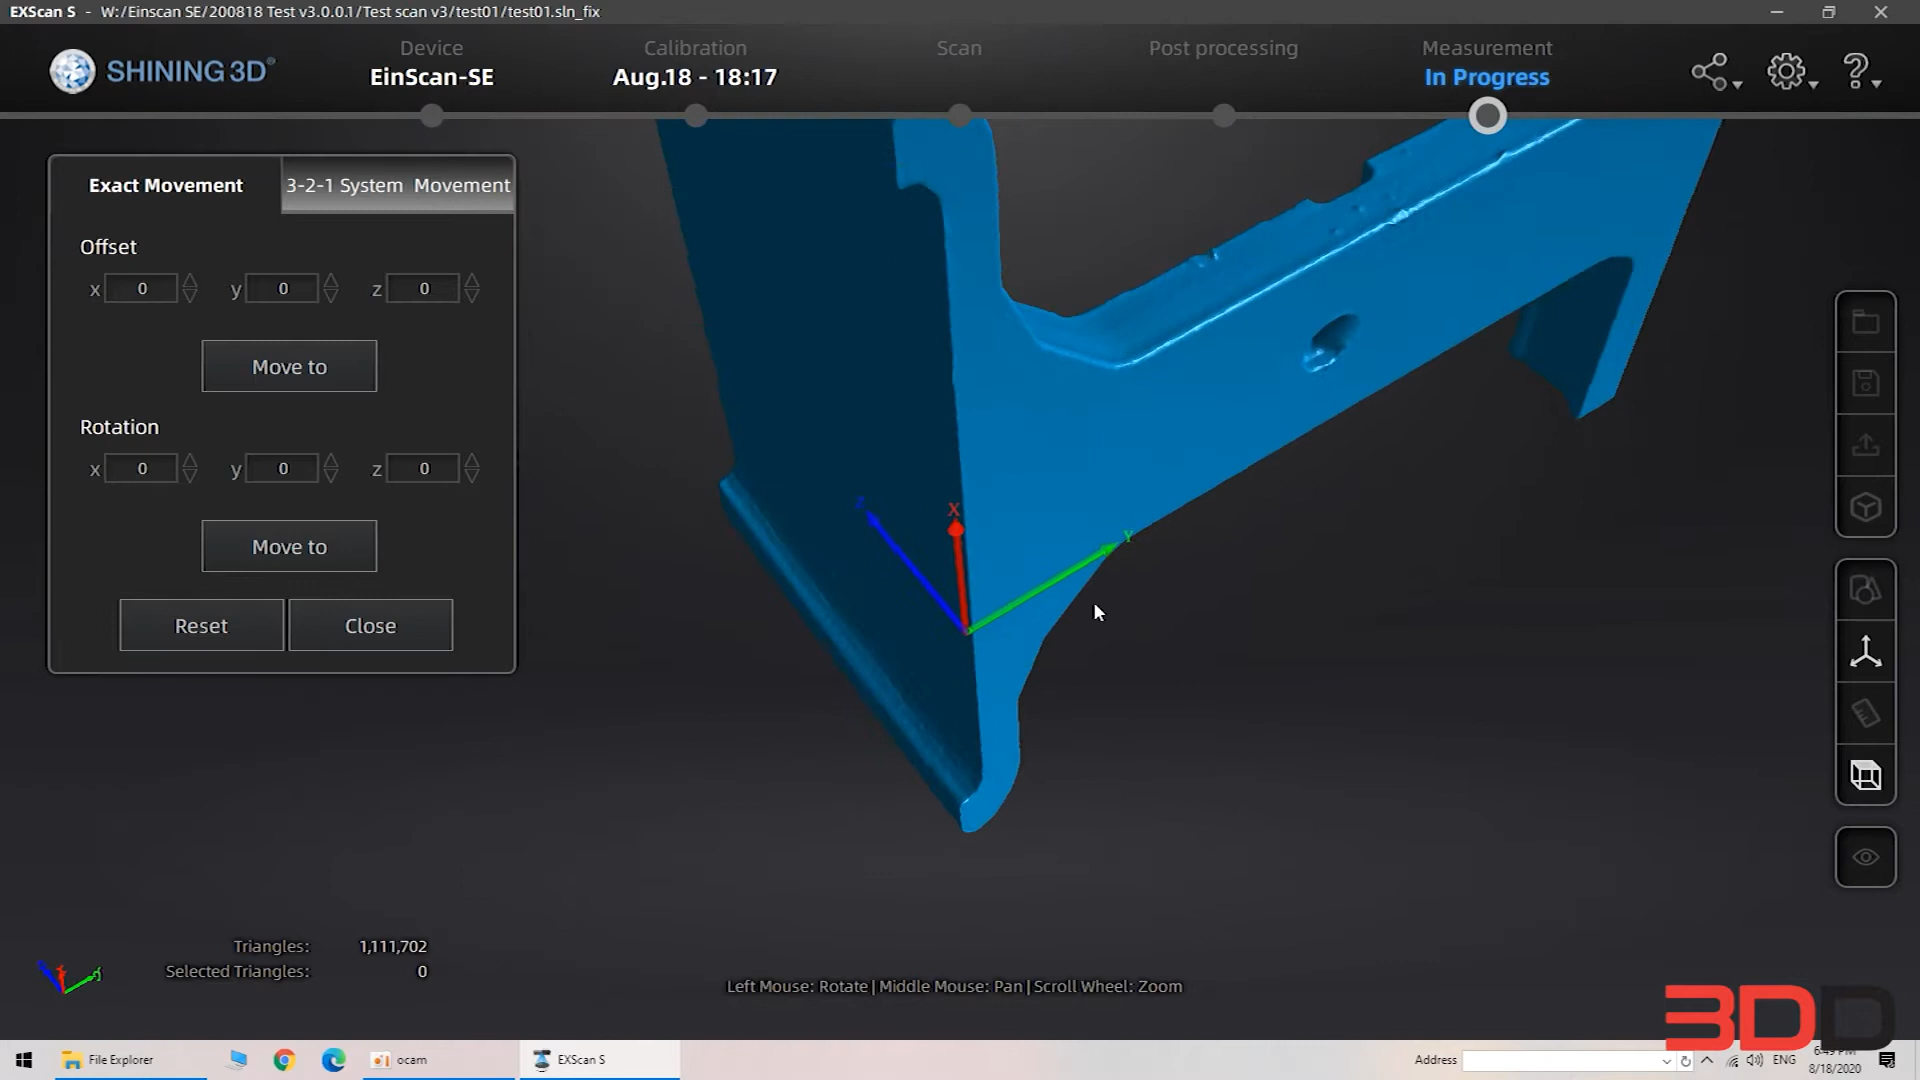 EXScan S - W:/Einscan SE/200818 Test v3.0.0.1/Test scan v3/test01/test01.sln_fix
SHINING 3D®
Device
EinScan-SE
Calibration
Aug.18 - 18:17
Scan
Post processing
Measurement
In Progress
Exact Movement
3-2-1 System Movement
Offset
x 0 y 0 z 0
Move to
Rotation
x 0 y 0 z 0
Move to
Reset Close
X
Y
Triangles: 1,111,702
Selected Triangles: 0
Left Mouse: Rotate | Middle Mouse: Pan | Scroll Wheel: Zoom
3DD
File Explorer
ocam
EXScan S
Address
ENG
6:49 PM
8/18/2020